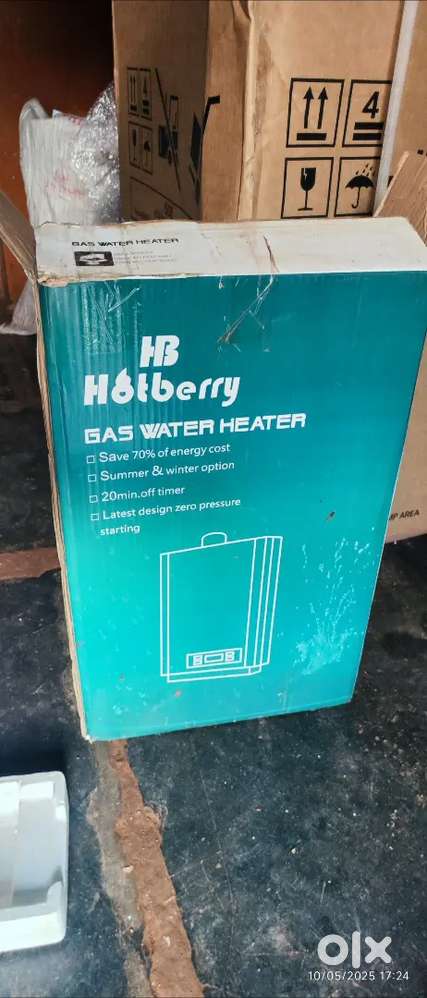 4
GAS WATER HEATER
HB
Hotberry
GAS WATER HEATER
Save 70% of energy cost
Summer & winter option
20min.off timer
Latest design zero pressure
starting
AREA
olx
10/05/2025 17:24